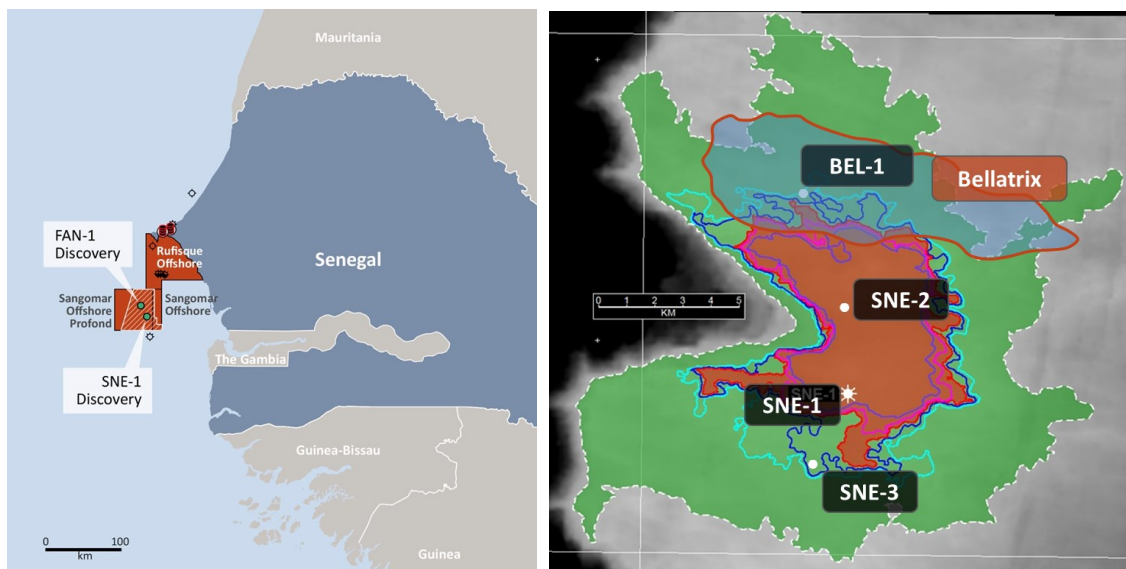 Mauritania
FAN-1
Discovery
Rufisque
Offshore
Senegal
Sangomar
Offshore
Profond
Sangomar
Offshore
The Gambia
SNE-1
Discovery
Guinea-Bissau
Guinea
0 100
km
BEL-1
Bellatrix
0 1 2 3 4 5
KM
SNE-2
SNE-1
SNE-1
SNE-3